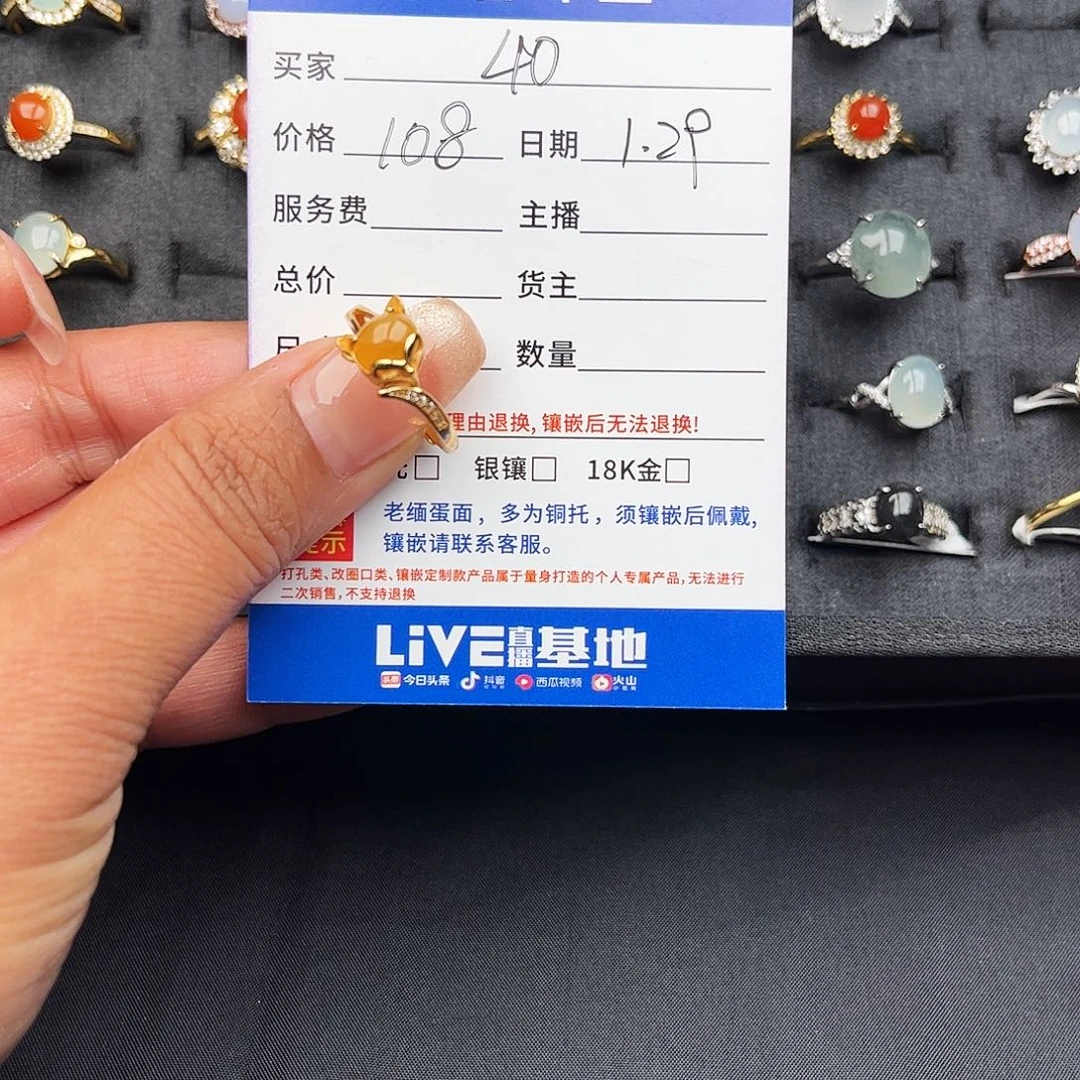 买家 40
价格 108 日期 1.29
服务费 主播
总价 货主
数量
理由退换,镶嵌后无法退换!
银镶□ 18K金□
老缅蛋面，多为铜托，须镶嵌后佩戴,
镶嵌请联系客服。
提示
打孔类、改圈口类、镶嵌定制款产品属于量身打造的个人专属产品,无法进行
二次销售,不支持退换
LiVE直播基地
头条 今日头条 抖音 西瓜视频 火山